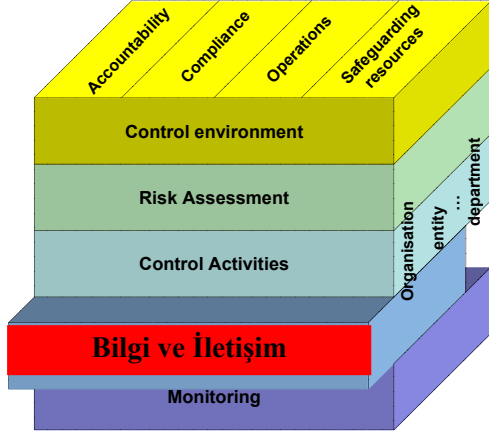 Accountability
Compliance
Operations
Safeguarding
resources
Control environment
Risk Assessment
Control Activities
Bilgi ve İletişim
Monitoring
Organisation
entity
...
department